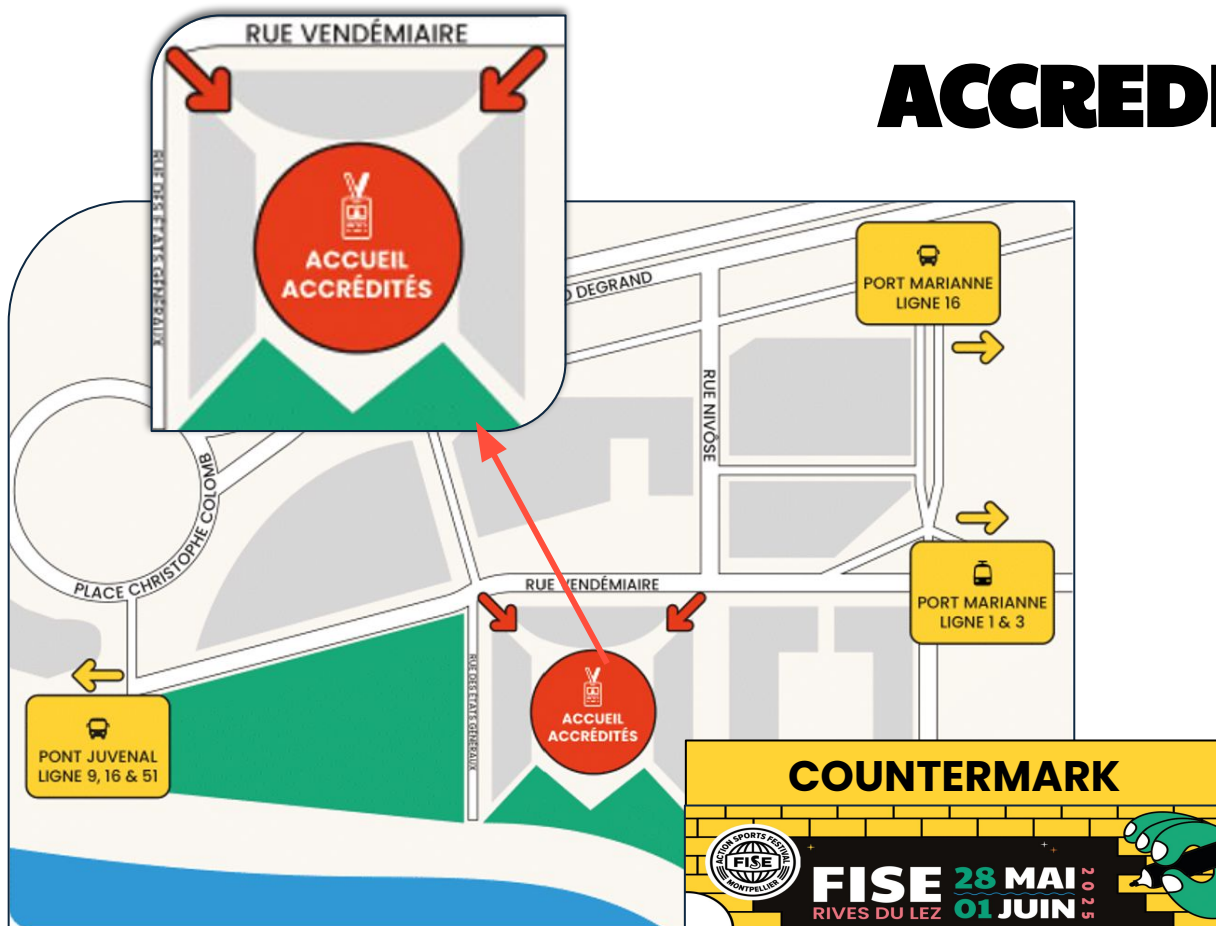 RUE VENDÉMIAIRE
ACCREDI
RUE DES ÉTATS GÉNÉRAUX
ACCUEIL
ACCRÉDITÉS
PORT MARIANNE
LIGNE 16
DEGRAND
RUE NIVÔSE
PLACE CHRISTOPHE COLOMB
RUE VENDÉMIAIRE
PORT MARIANNE
LIGNE 1 & 3
RUE DES ÉTATS GÉNÉRAUX
ACCUEIL
ACCRÉDITÉS
PONT JUVENAL
LIGNE 9, 16 & 51
COUNTERMARK
ACTION SPORTS FESTIVAL
FISE
MONTPELLIER
FISE
RIVES DU LEZ
28 MAI
01 JUIN
2025